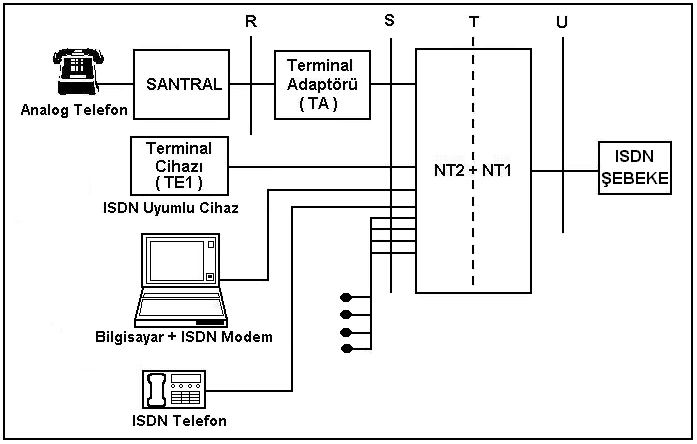 R
S
T
U
Analog Telefon
SANTRAL
Terminal
Adaptörü
( TA )
Terminal
Cihazı
( TE1 )
ISDN Uyumlu Cihaz
NT2 + NT1
ISDN
ŞEBEKE
Bilgisayar + ISDN Modem
ISDN Telefon